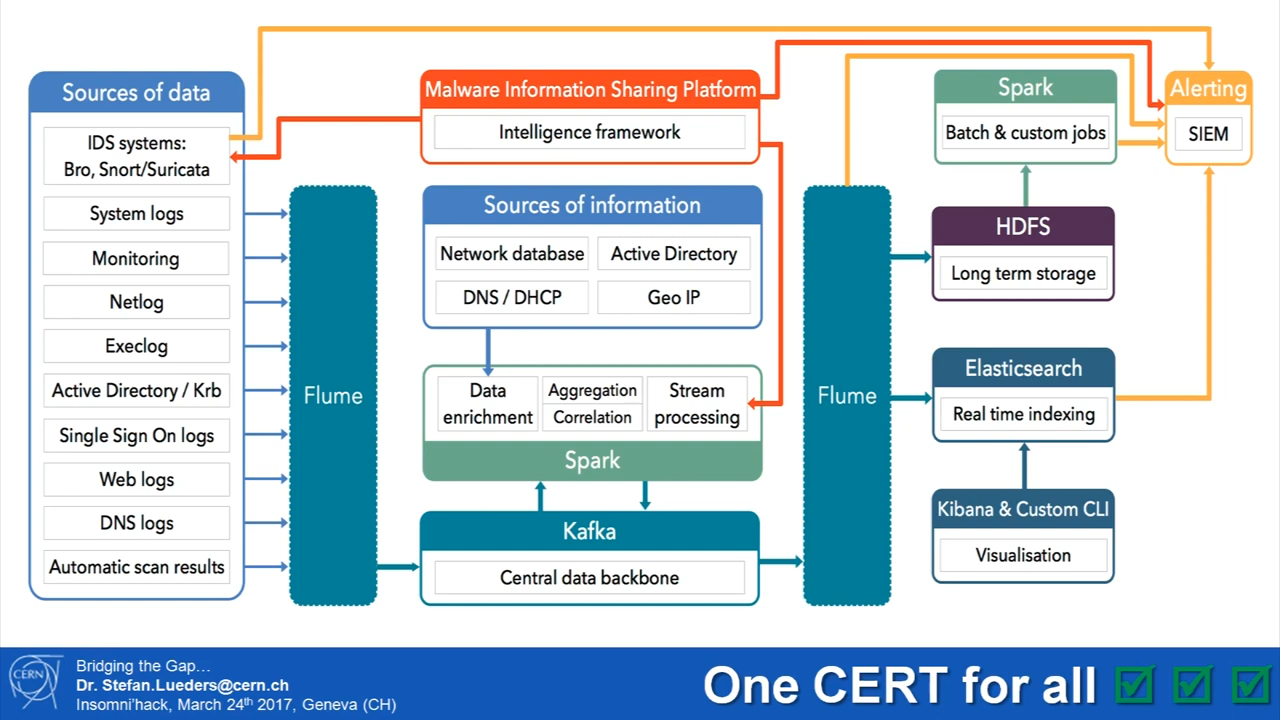 Sources of data
IDS systems:
Bro, Snort/Suricata
System logs
Monitoring
Netlog
Execlog
Active Directory / Krb
Single Sign On logs
Web logs
DNS logs
Automatic scan results
Flume
Malware Information Sharing Platform
Intelligence framework
Sources of information
Network database
Active Directory
DNS / DHCP
Geo IP
Data
enrichment
Aggregation
Correlation
Stream
processing
Spark
Kafka
Central data backbone
Flume
Spark
Batch & custom jobs
HDFS
Long term storage
Elasticsearch
Real time indexing
Kibana & Custom CLI
Visualisation
Alerting
SIEM
CERN
Bridging the Gap…
Dr. Stefan.Lueders@cern.ch
Insomni'hack, March 24th 2017, Geneva (CH)
One CERT for all